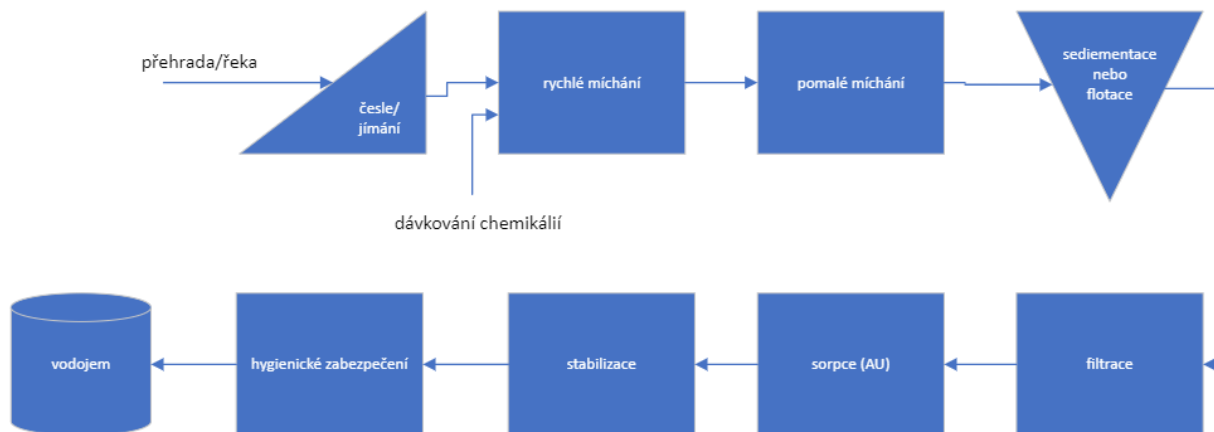 přehrada/řeka
česle/
jímání
rychlé míchání
pomalé míchání
sediementace
nebo
flotace
dávkování chemikálií
vodojem
hygienické zabezpečení
stabilizace
sorpce (AU)
filtrace